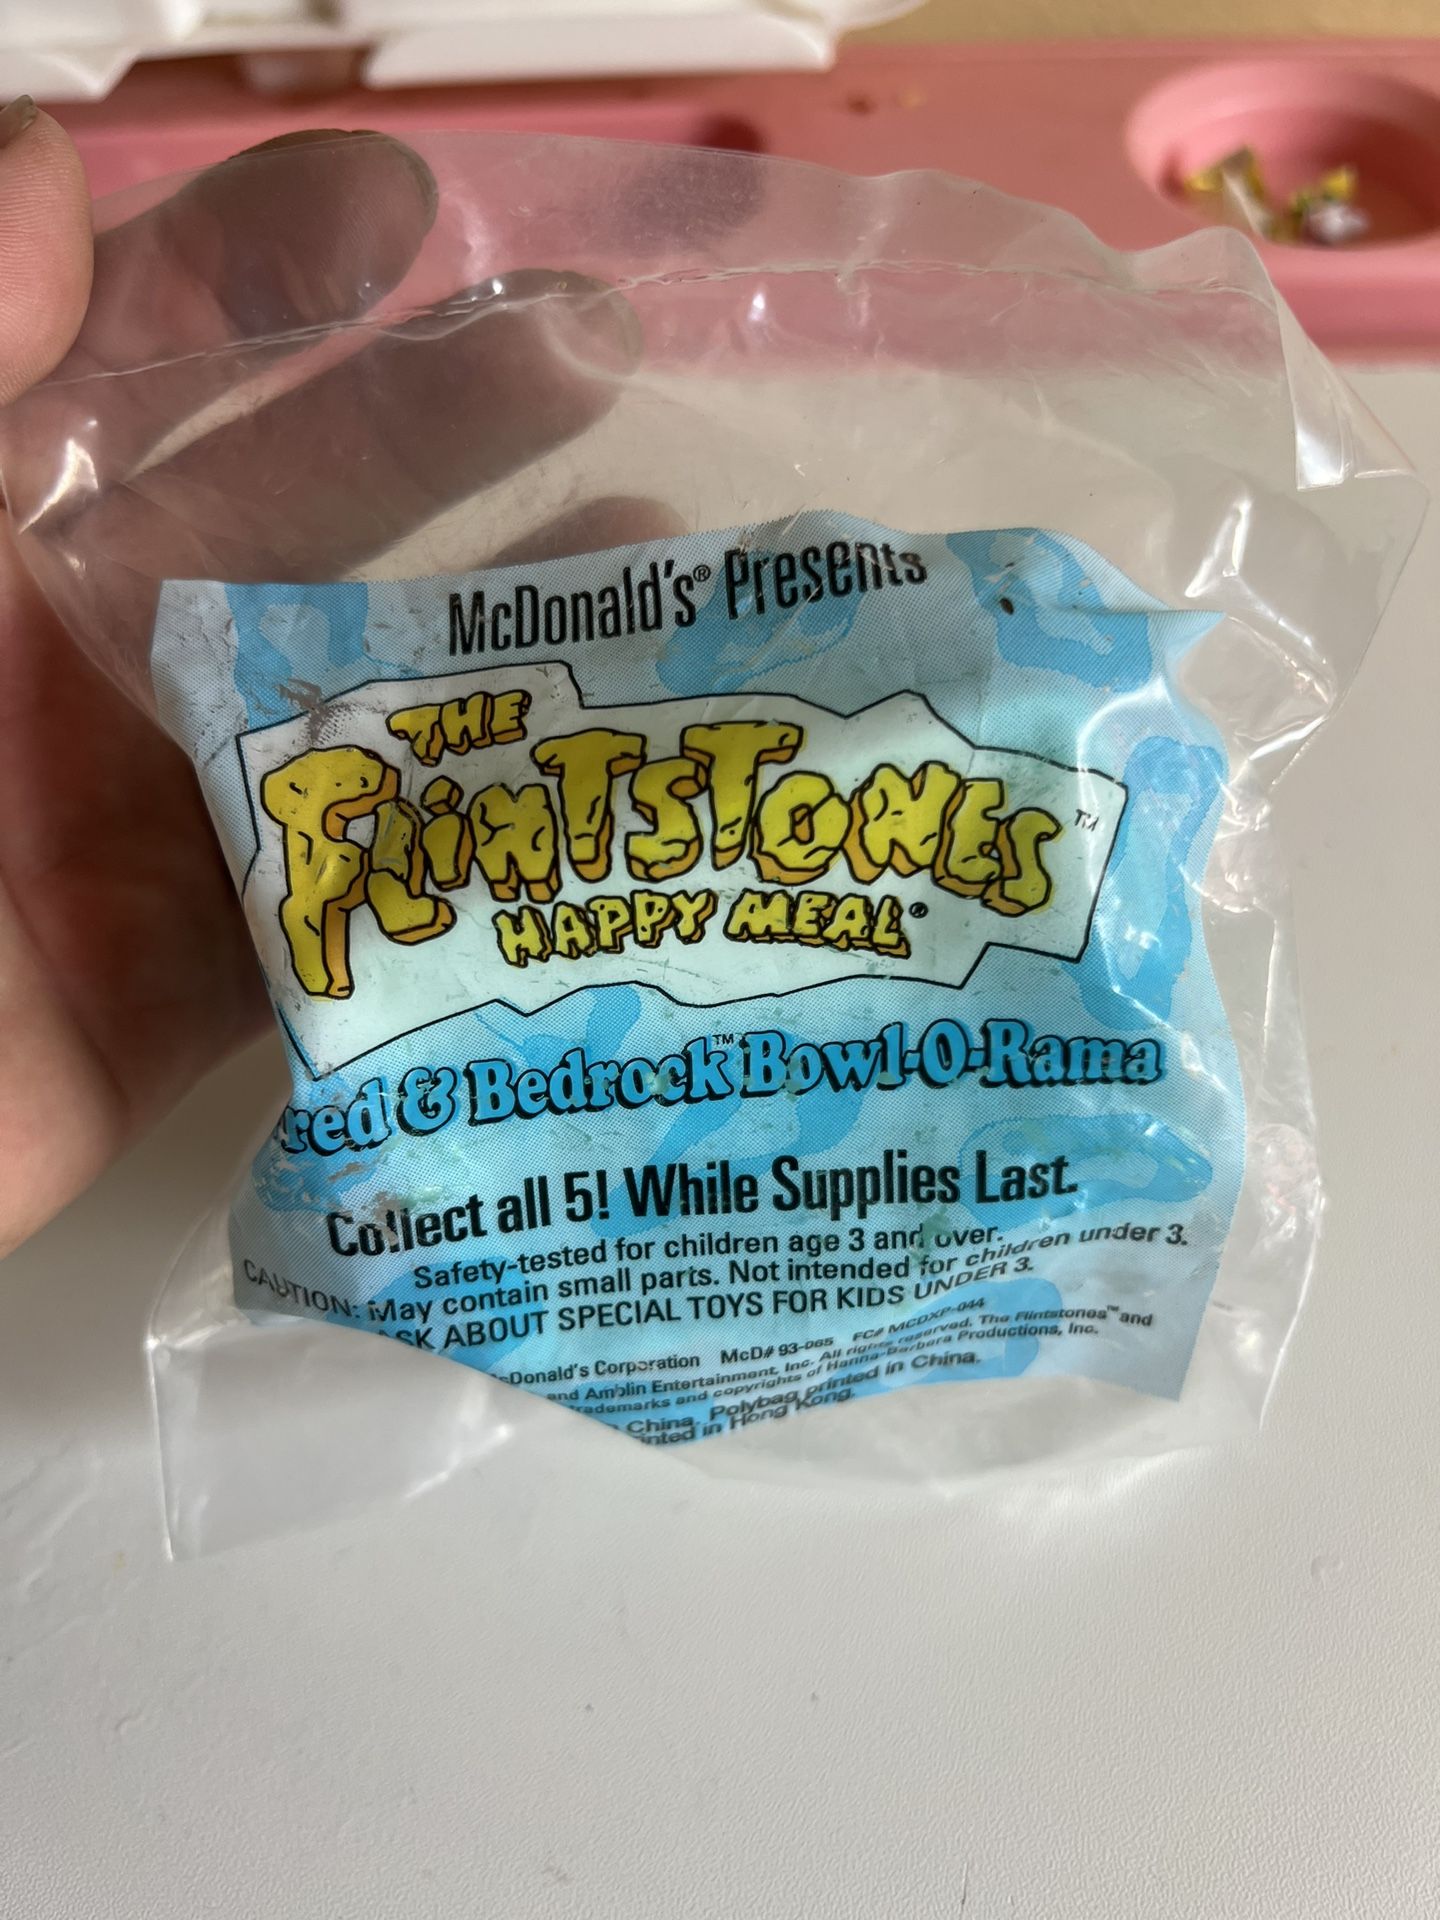 McDonald's® Presents
THE
FLINTSTONES™
HAPPY MEAL®
red & Bedrock™ Bowl-O-Rama
Collect all 5! While Supplies Last.
Safety-tested for children age 3 and over.
CAUTION: May contain small parts. Not intended for children under 3.
ASK ABOUT SPECIAL TOYS FOR KIDS UNDER 3.
Donald's Corporation McD# 93-065 FC# MCDXP-044
and Amblin Entertainment, Inc. All rights reserved. The Flintstones™ and
trademarks and copyrights of Hanna-Barbera Productions, Inc.
China. Polybag printed in China.
inted in Hong Kong.